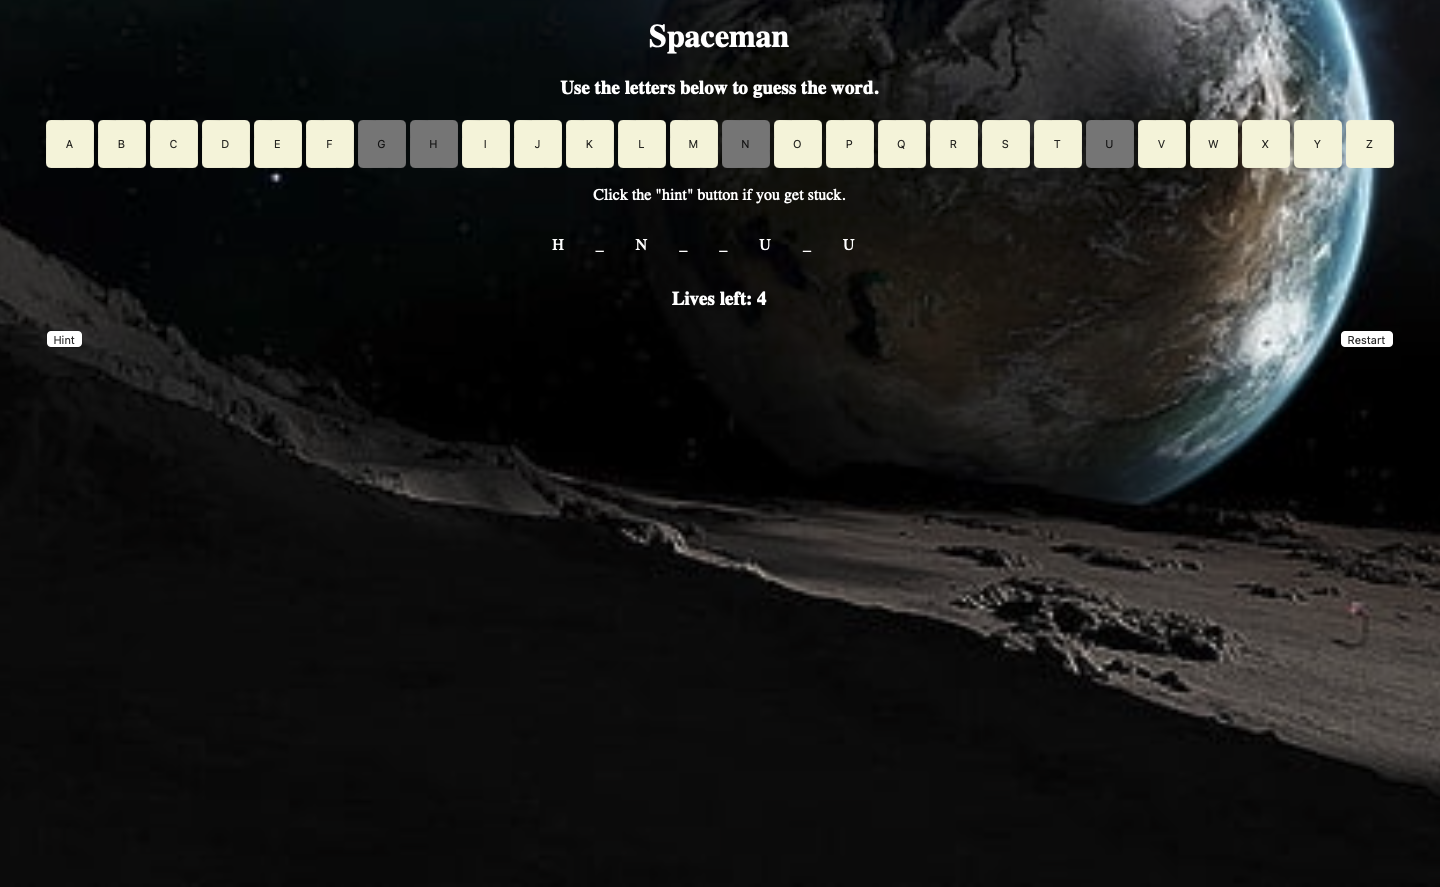 Spaceman
Use the letters below to guess the word.
A B C D E F G H I J K L M N O P Q R S T U V W X Y Z
Click the "hint" button if you get stuck.
H _ N _ _ U _ U
Lives left: 4
Hint Restart